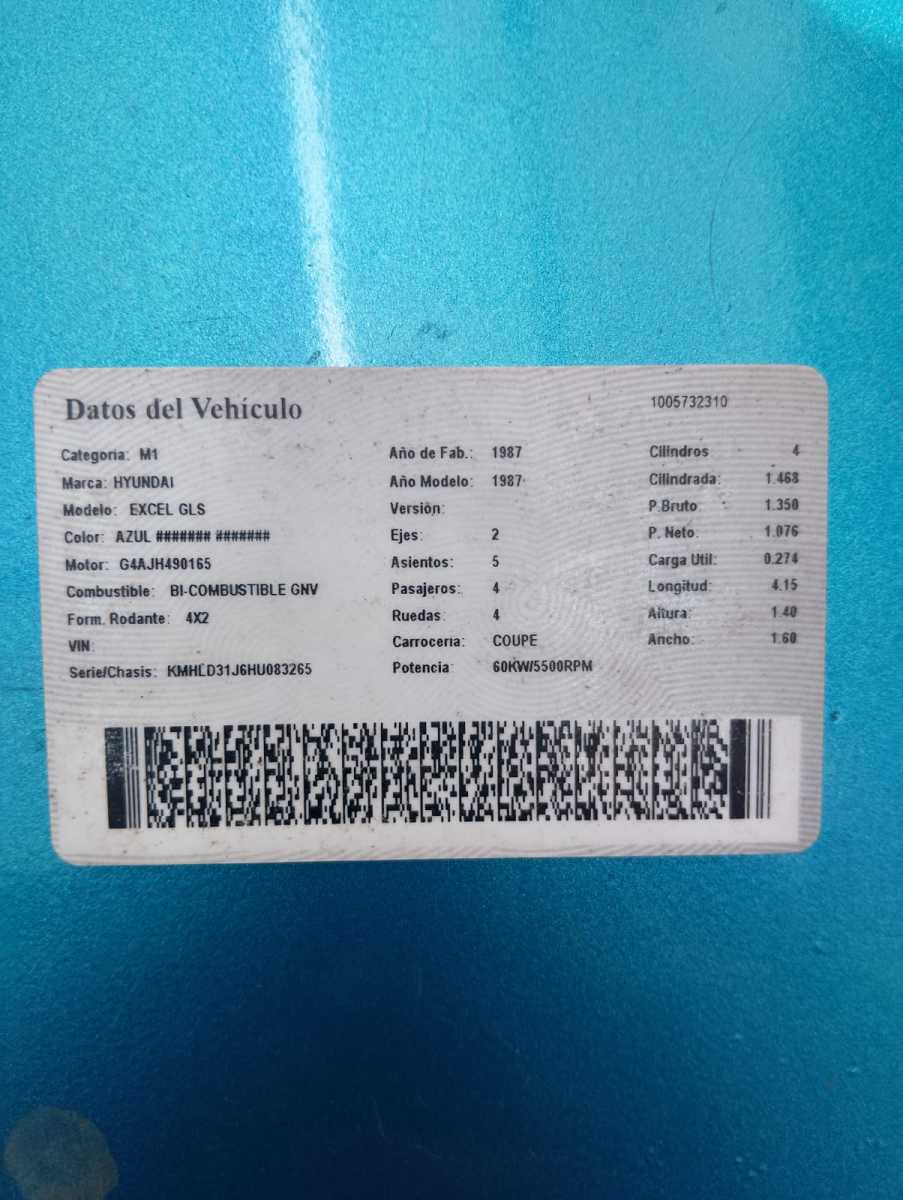 Datos del Vehículo
1005732310
Categoria: M1
Marca: HYUNDAI
Modelo: EXCEL GLS
Color: AZUL ####### #######
Motor: G4AJH490165
Combustible: BI-COMBUSTIBLE GNV
Form. Rodante: 4X2
VIN:
Serie/Chasis: KMHLD31J6HU083265
Año de Fab.: 1987
Año Modelo: 1987
Versión:
Ejes: 2
Asientos: 5
Pasajeros: 4
Ruedas: 4
Carroceria: COUPE
Potencia: 60KW/5500RPM
Cilindros 4
Cilindrada: 1.468
P.Bruto: 1.350
P. Neto: 1.076
Carga Util: 0.274
Longitud: 4.15
Altura: 1.40
Ancho: 1.60